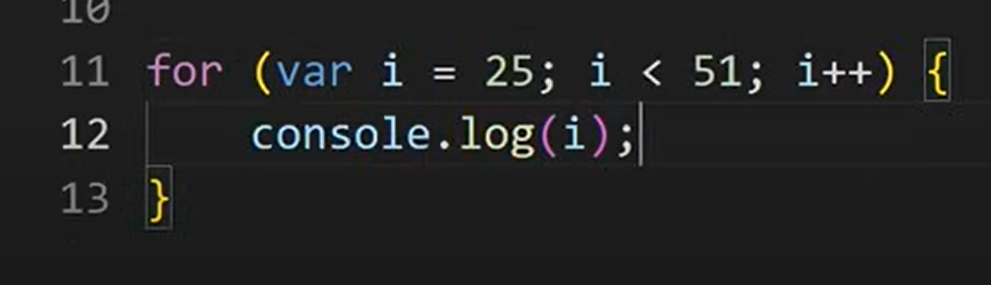 10
11 for (var i = 25; i < 51; i++) {
12     console.log(i);
13 }